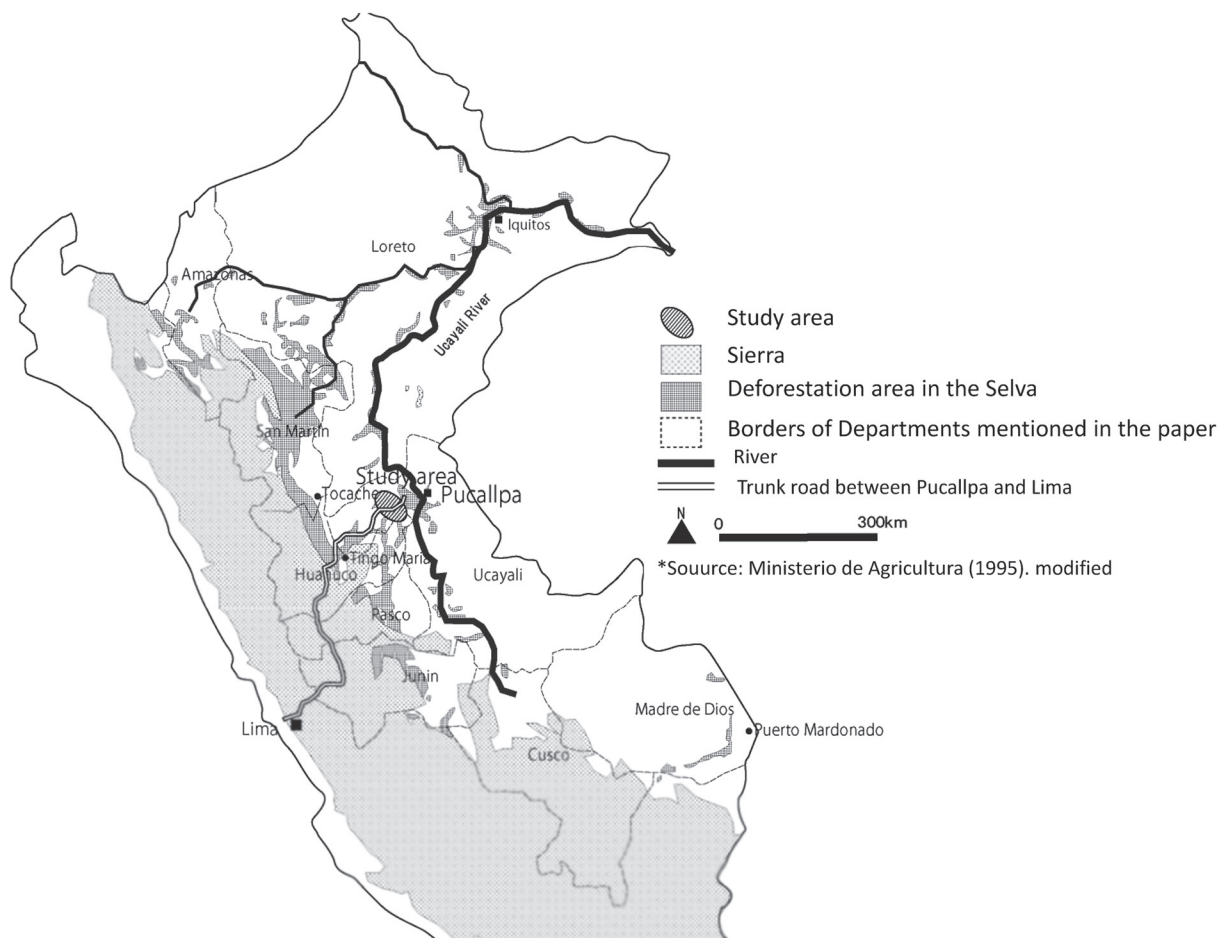 Iquitos
Loreto
Amazonas
Ucayali River
San Martin
Study area
Tocache
Pucallpa
Tingo Maria
Huanuco
Ucayali
Pasco
Junin
Lima
Madre de Dios
Puerto Mardonado
Cusco
Study area
Sierra
Deforestation area in the Selva
Borders of Departments mentioned in the paper
River
Trunk road between Pucallpa and Lima
N
0 300km
*Souurce: Ministerio de Agricultura (1995). modified